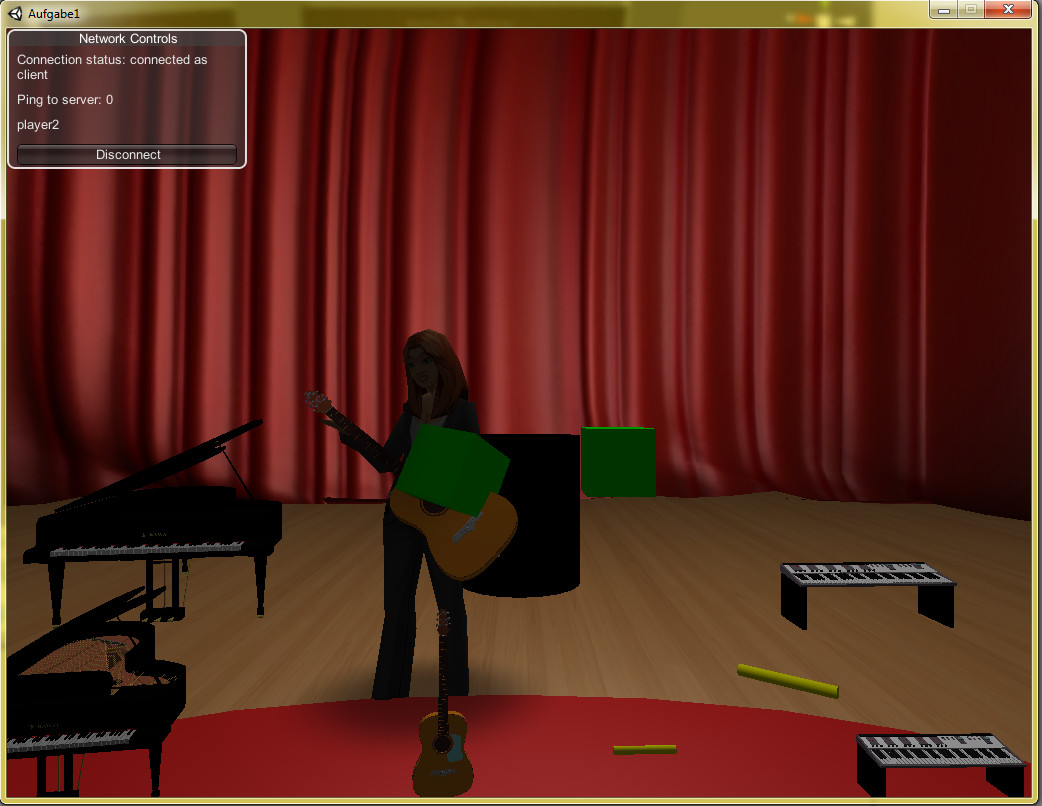 Aufgabe1
Network Controls
Connection status: connected as
client
Ping to server: 0
player2
Disconnect